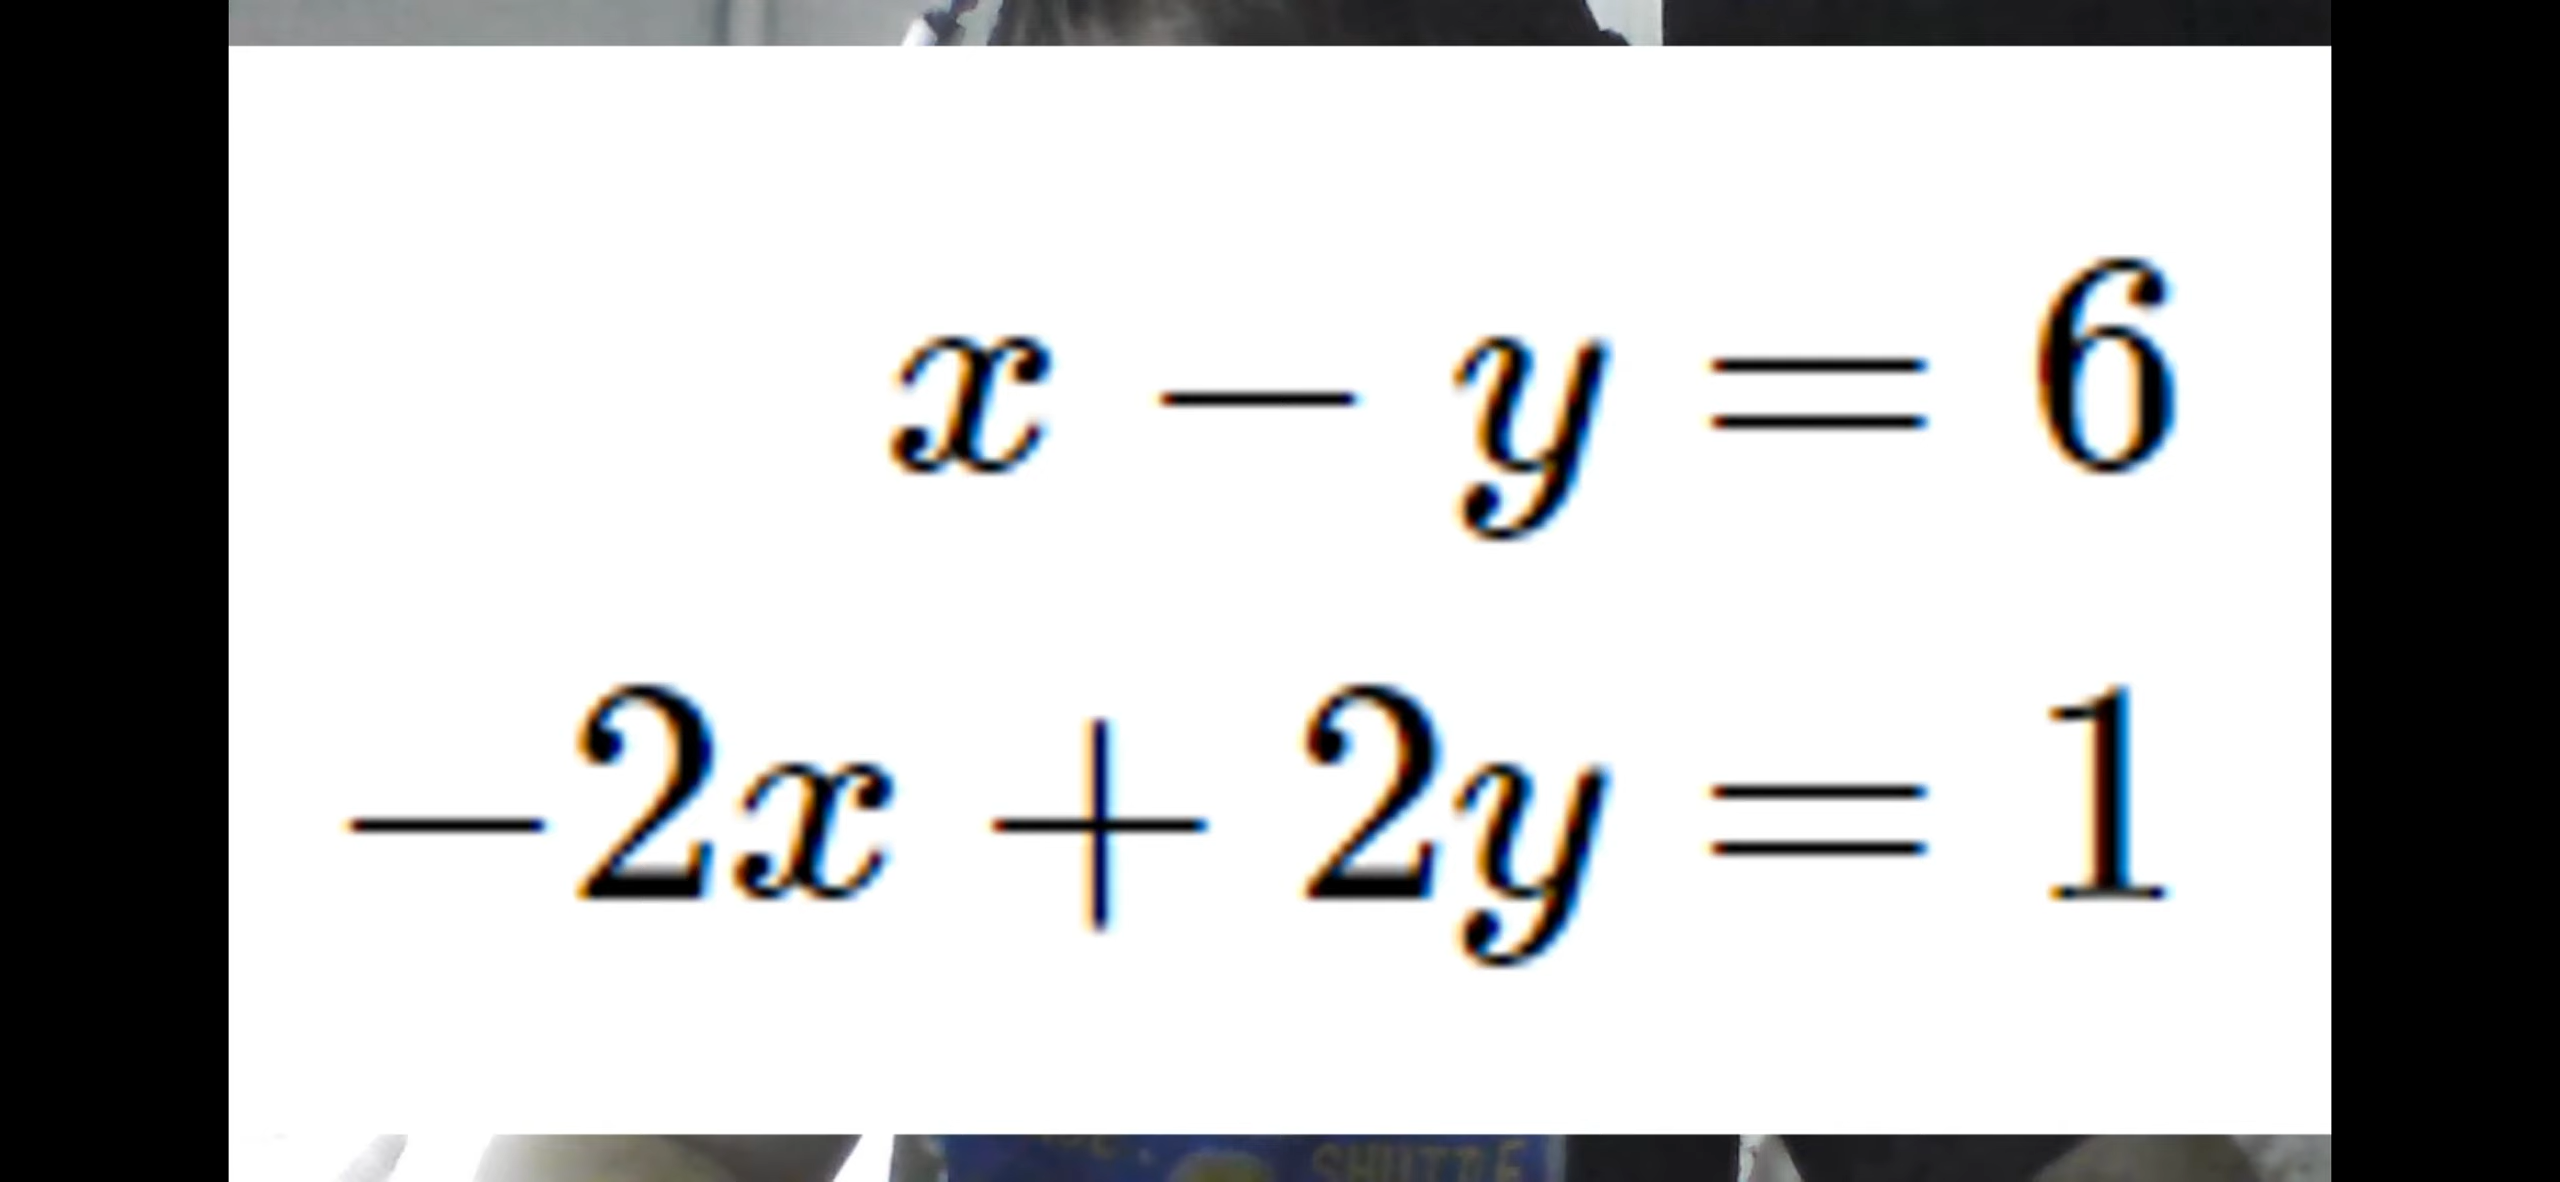 x − y = 6
−2x + 2y = 1